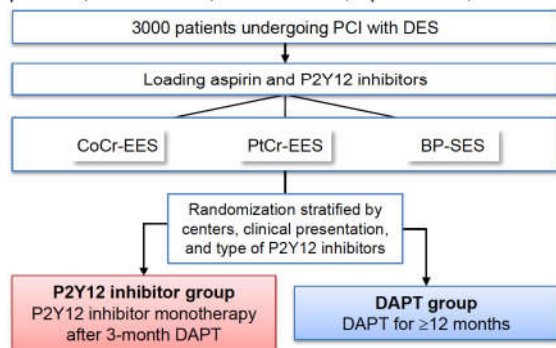 3000 patients undergoing PCI with DES
Loading aspirin and P2Y12 inhibitors
CoCr-EES PtCr-EES BP-SES
Randomization stratified by
centers, clinical presentation,
and type of P2Y12 inhibitors
P2Y12 inhibitor group
P2Y12 inhibitor monotherapy
after 3-month DAPT
DAPT group
DAPT for ≥12 months